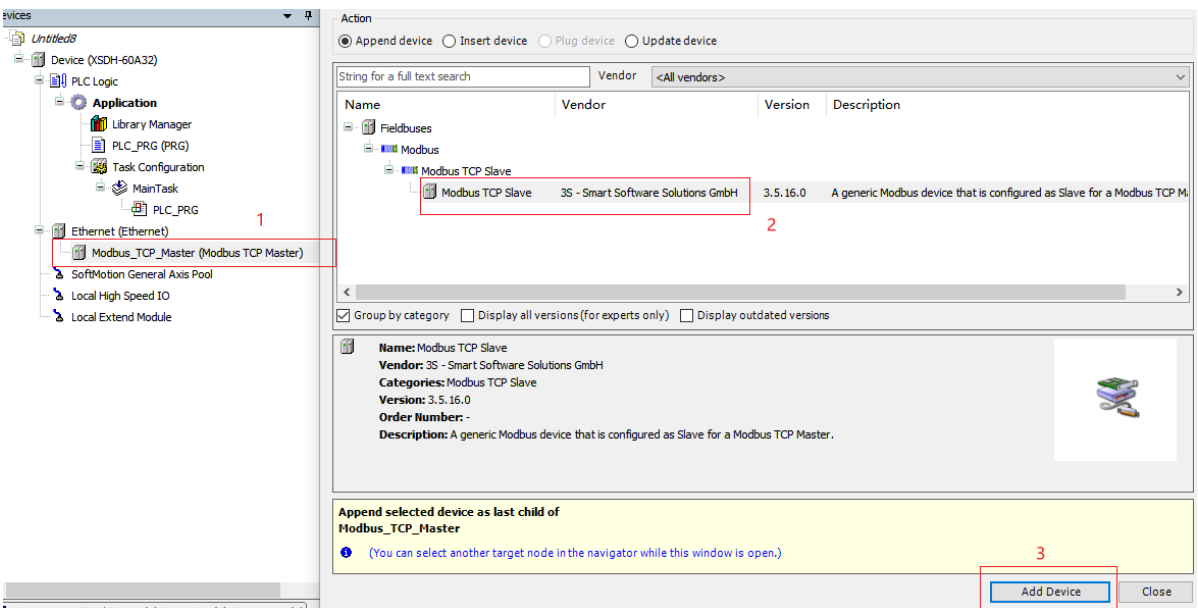 evices
Untitled8
Device (XSDH-60A32)
PLC Logic
Application
Library Manager
PLC_PRG (PRG)
Task Configuration
MainTask
PLC_PRG
1
Ethernet (Ethernet)
Modbus_TCP_Master (Modbus TCP Master)
SoftMotion General Axis Pool
Local High Speed IO
Local Extend Module
Action
Append device Insert device Plug device Update device
String for a full text search Vendor <All vendors>
Name Vendor Version Description
Fieldbuses
Modbus
Modbus TCP Slave
Modbus TCP Slave 3S - Smart Software Solutions GmbH 3.5.16.0 A generic Modbus device that is configured as Slave for a Modbus TCP Ma
2
Group by category Display all versions (for experts only) Display outdated versions
Name: Modbus TCP Slave
Vendor: 3S - Smart Software Solutions GmbH
Categories: Modbus TCP Slave
Version: 3.5.16.0
Order Number: -
Description: A generic Modbus device that is configured as Slave for a Modbus TCP Master.
Append selected device as last child of
Modbus_TCP_Master
(You can select another target node in the navigator while this window is open.)
3
Add Device Close